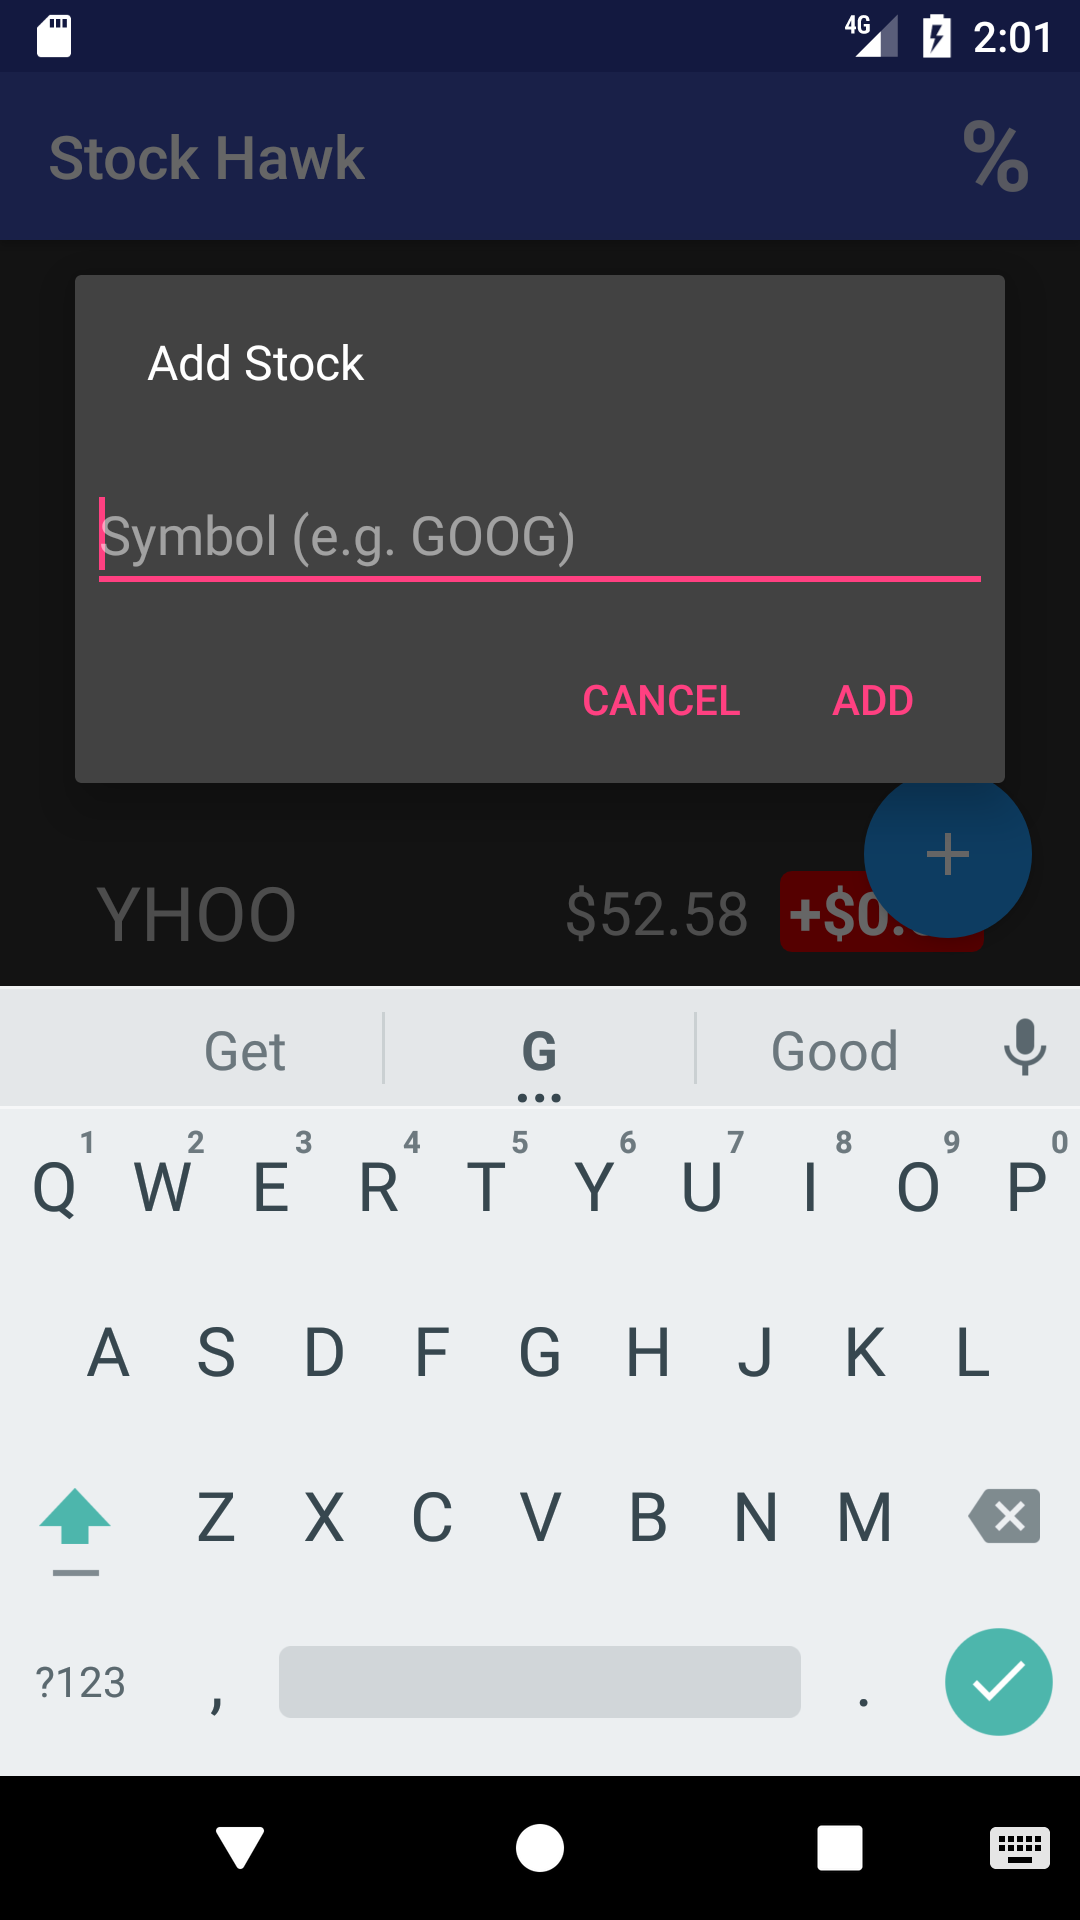 4G 2:01
Stock Hawk %
Add Stock
Symbol (e.g. GOOG)
CANCEL ADD
YHOO $52.58 +$0.
Get G Good
1 2 3 4 5 6 7 8 9 0
Q W E R T Y U I O P
A S D F G H J K L
Z X C V B N M
?123 , .